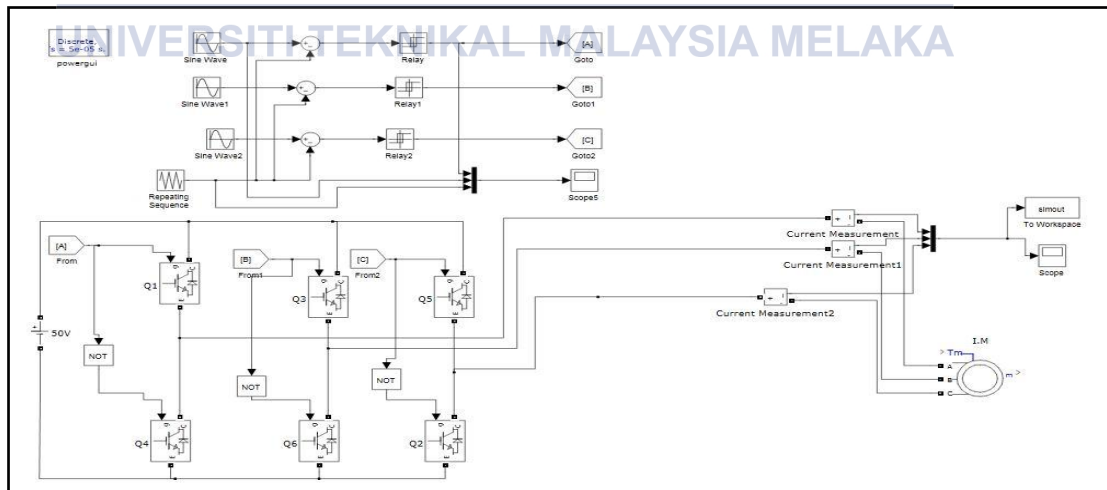 UNIVERSITI TEKNIKAL MALAYSIA MELAKA
Discrete,
s = 5e-05 s.
powergui
Sine Wave
Relay
[A]
Goto
Sine Wave1
Relay1
[B]
Goto1
Sine Wave2
Relay2
[C]
Goto2
Repeating
Sequence
Scope5
simout
To Workspace
Current Measurement
Scope
Current Measurement1
Current Measurement2
[A]
From
[B]
From1
[C]
From2
g
C
E
Q1
g
C
E
Q3
g
C
E
Q5
50V
NOT
NOT
NOT
g
C
E
Q4
g
C
E
Q6
g
C
E
Q2
I.M
Tm
A
B
C
m